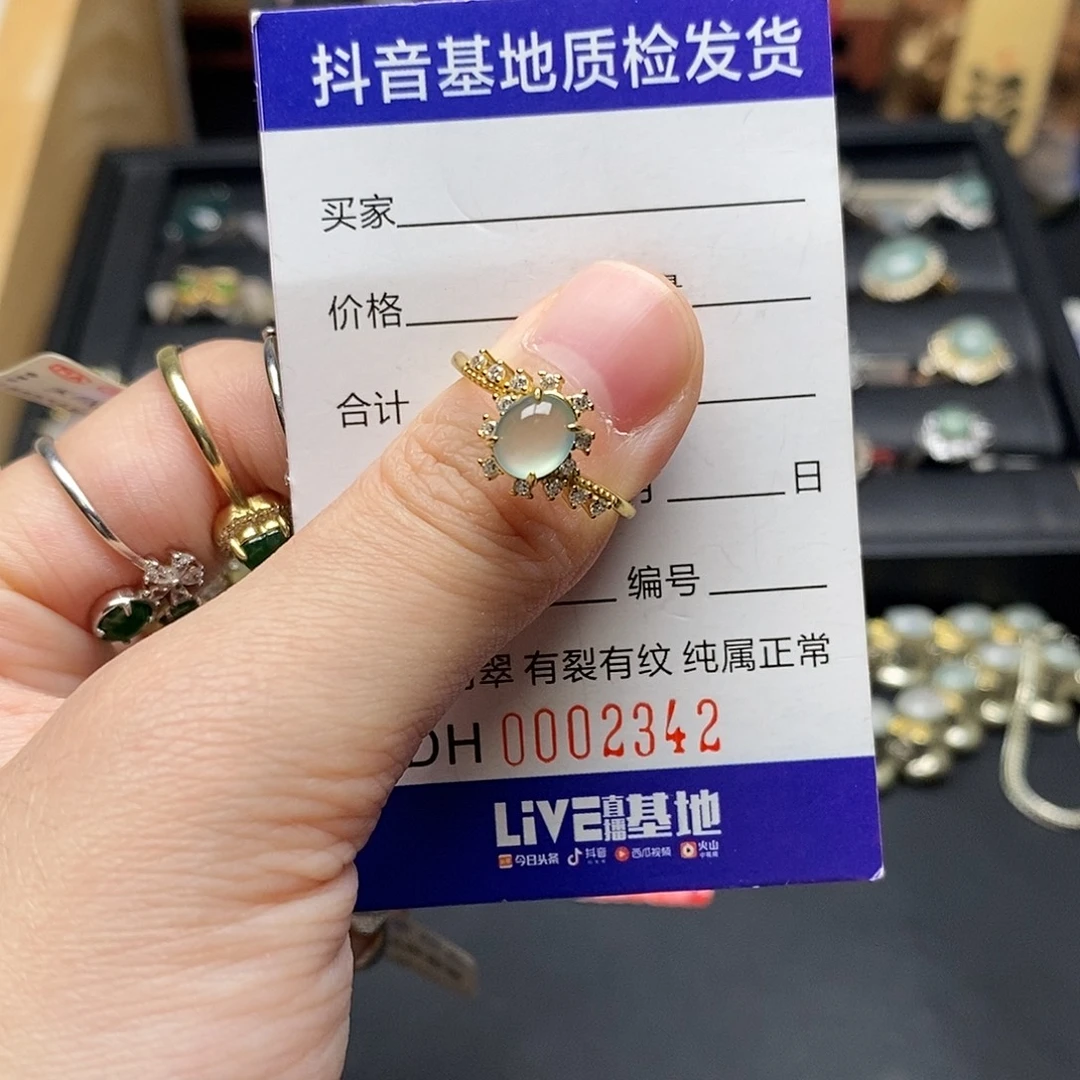 抖音基地质检发货
买家
价格
合计
日
编号
翠 有裂有纹 纯属正常
DH 0002342
LiVE直播基地
今日头条 抖音 西瓜视频 火山